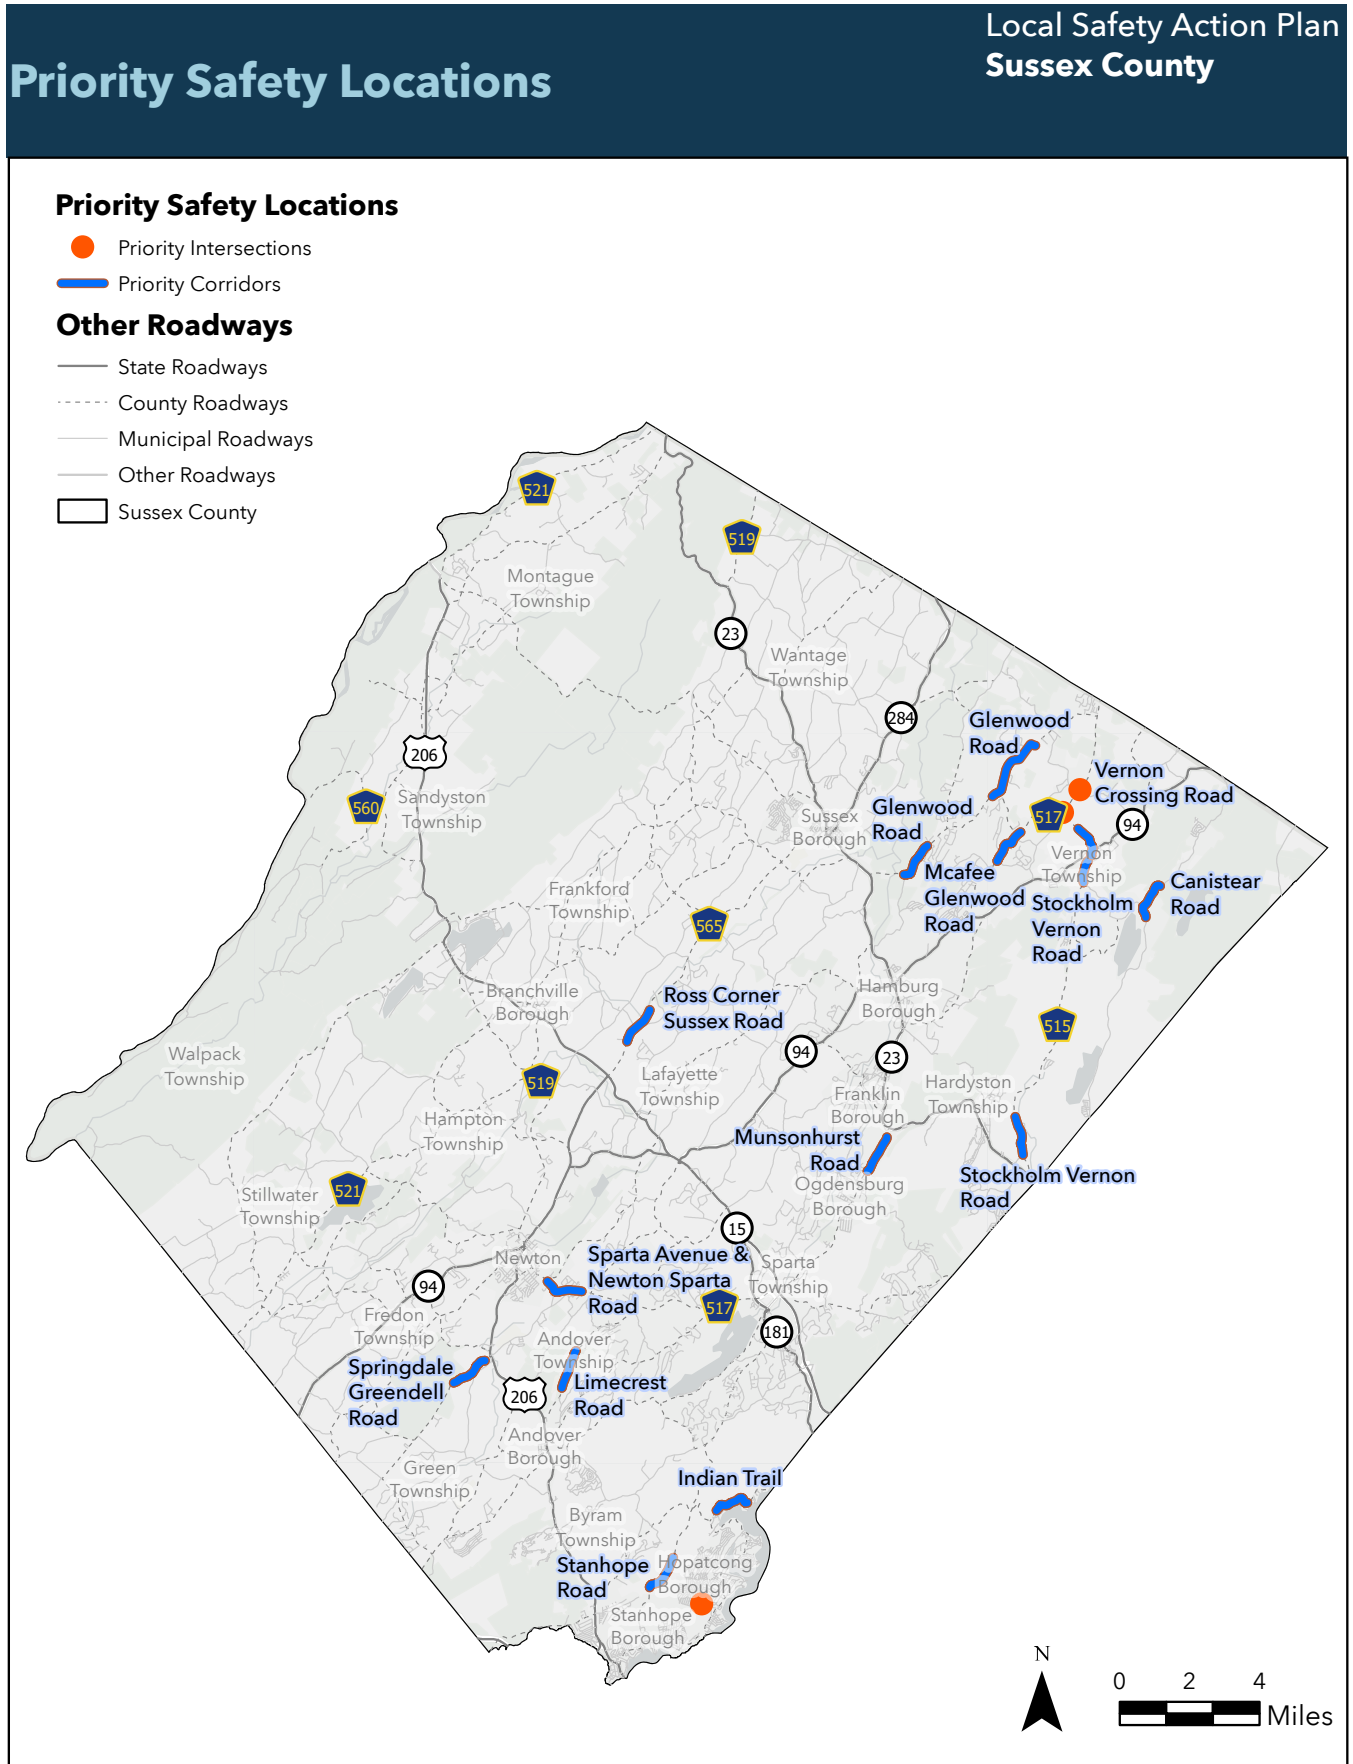 Local Safety Action Plan
Sussex County
Priority Safety Locations
Priority Safety Locations
Priority Intersections
Priority Corridors
Other Roadways
State Roadways
County Roadways
Municipal Roadways
Other Roadways
Sussex County
521
519
Montague
Township
23
Wantage
Township
284
Glenwood
Road
206
Vernon
Crossing Road
560
Sandyston
Township
Glenwood
Road
517
94
Sussex
Borough
Vernon
Township
Mcafee
Glenwood
Road
Canistear
Road
Stockholm
Vernon
Road
Frankford
Township
565
Branchville
Borough
Ross Corner
Sussex Road
Hamburg
Borough
515
Walpack
Township
94
23
519
Lafayette
Township
Hardyston
Township
Franklin
Borough
Hampton
Township
Munsonhurst
Road
Stockholm Vernon
Road
Ogdensburg
Borough
521
Stillwater
Township
15
Newton
Sparta Avenue &
Newton Sparta
Road
Sparta
Township
94
517
Fredon
Township
181
Andover
Township
Springdale
Greendell
Road
206
Limecrest
Road
Andover
Borough
Green
Township
Indian Trail
Byram
Township
Stanhope
Road
Hopatcong
Borough
Stanhope
Borough
N
0 2 4
Miles